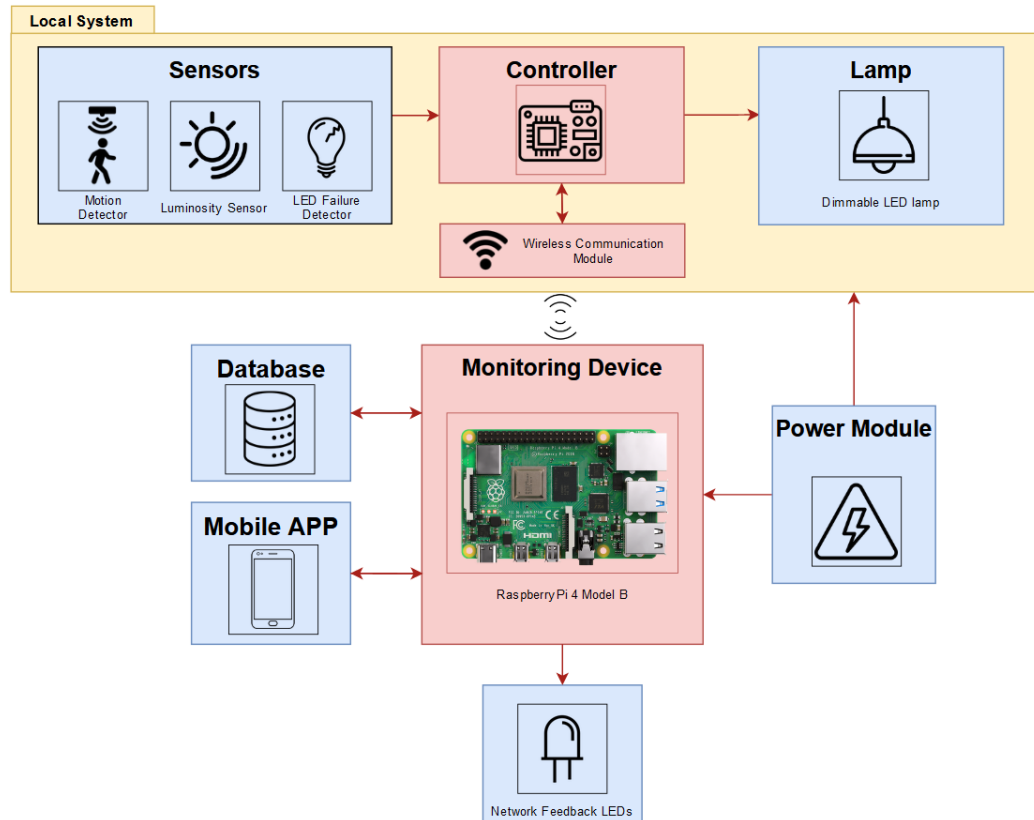 Local System
Sensors
Motion
Detector
Luminosity Sensor
LED Failure
Detector
Controller
Wireless Communication
Module
Lamp
Dimmable LED lamp
Database
Mobile APP
Monitoring Device
HDMI
RaspberryPi 4 Model B
Power Module
Network Feedback LEDs